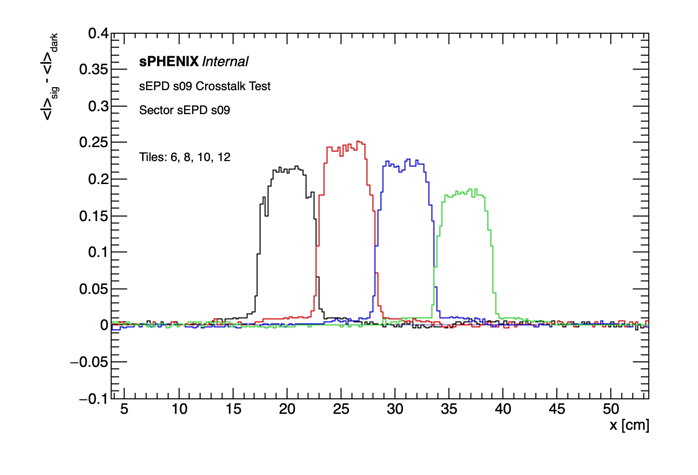 <I>sig - <I>dark
0.4
0.35
0.3
0.25
0.2
0.15
0.1
0.05
0
−0.05
−0.1
sPHENIX Internal
sEPD s09 Crosstalk Test
Sector sEPD s09
Tiles: 6, 8, 10, 12
5 10 15 20 25 30 35 40 45 50
x [cm]